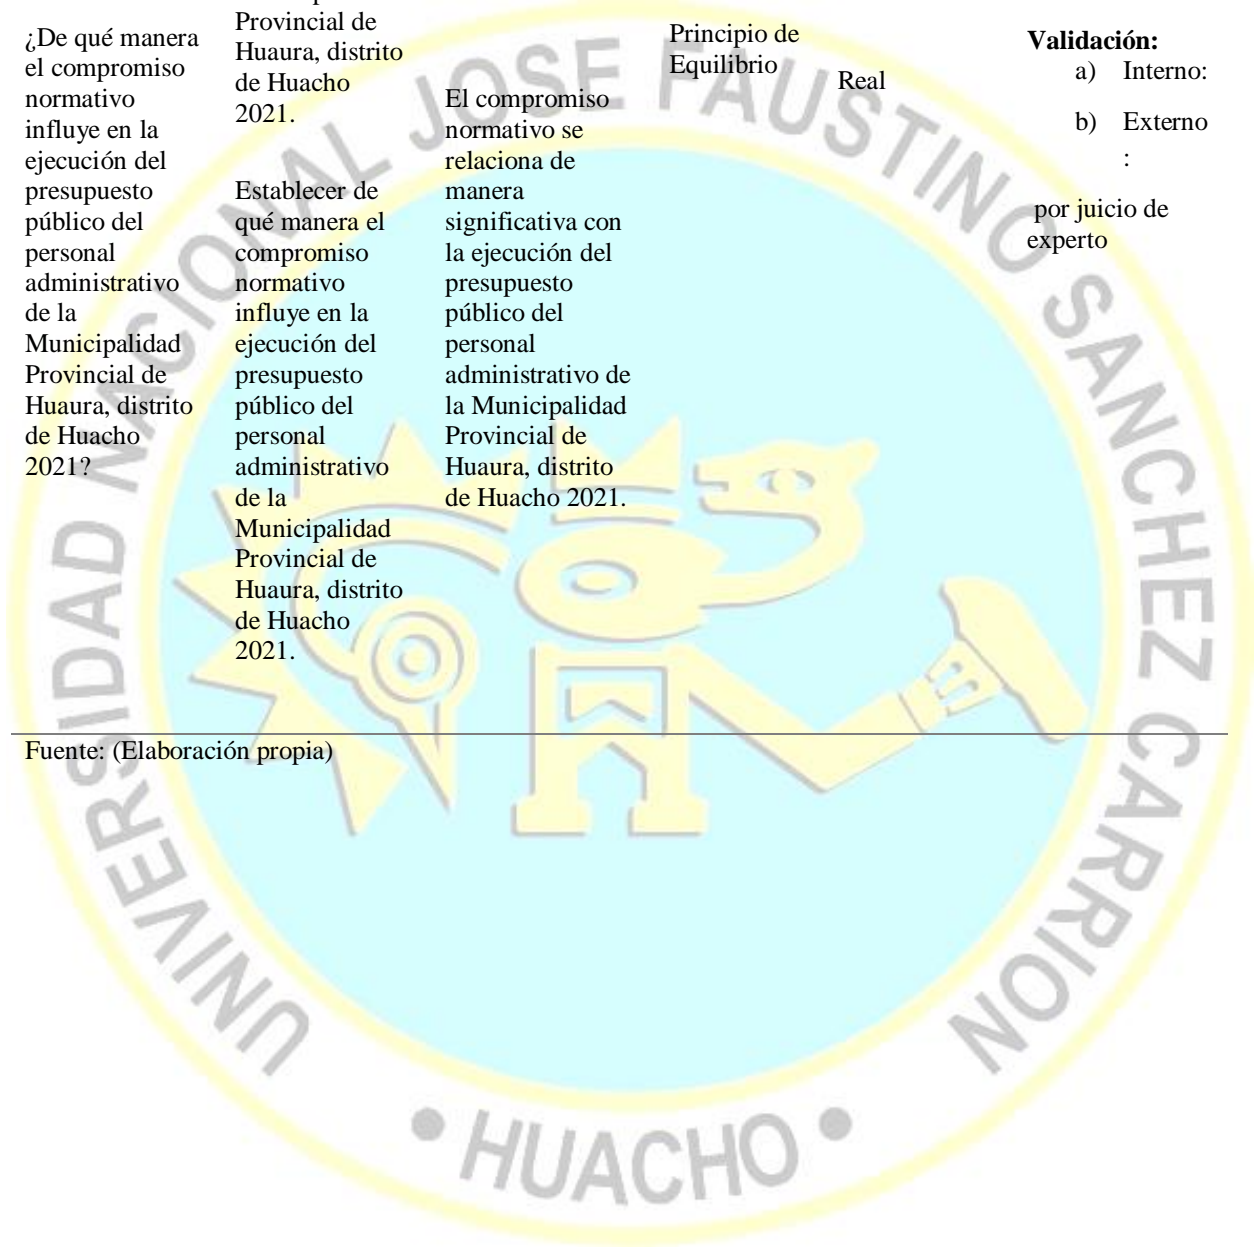 ¿De qué manera
el compromiso
normativo
influye en la
ejecución del
presupuesto
público del
personal
administrativo
de la
Municipalidad
Provincial de
Huaura, distrito
de Huacho
2021?
Provincial de
Huaura, distrito
de Huacho
2021.
Establecer de
qué manera el
compromiso
normativo
influye en la
ejecución del
presupuesto
público del
personal
administrativo
de la
Municipalidad
Provincial de
Huaura, distrito
de Huacho
2021.
El compromiso
normativo se
relaciona de
manera
significativa con
la ejecución del
presupuesto
público del
personal
administrativo de
la Municipalidad
Provincial de
Huaura, distrito
de Huacho 2021.
Principio de
Equilibrio
Real
Validación:
a) Interno:
b) Externo
:
por juicio de
experto
Fuente: (Elaboración propia)
UNIVERSIDAD NACIONAL JOSE FAUSTINO SANCHEZ CARRION
• HUACHO •